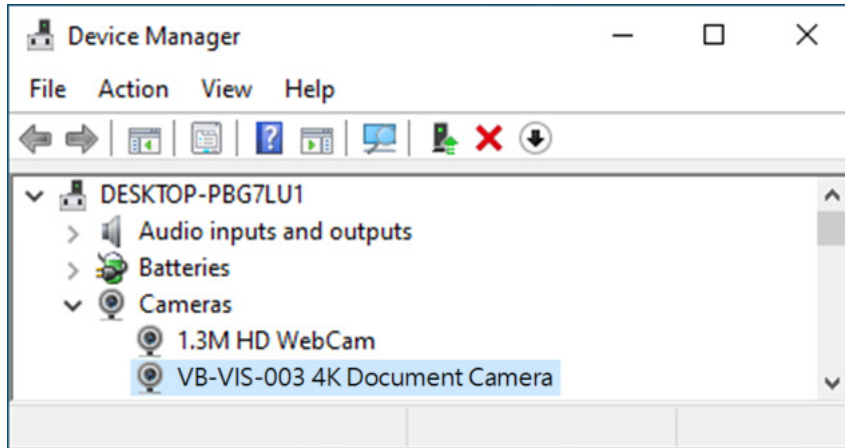 Device Manager
File Action View Help
DESKTOP-PBG7LU1
Audio inputs and outputs
Batteries
Cameras
1.3M HD WebCam
VB-VIS-003 4K Document Camera